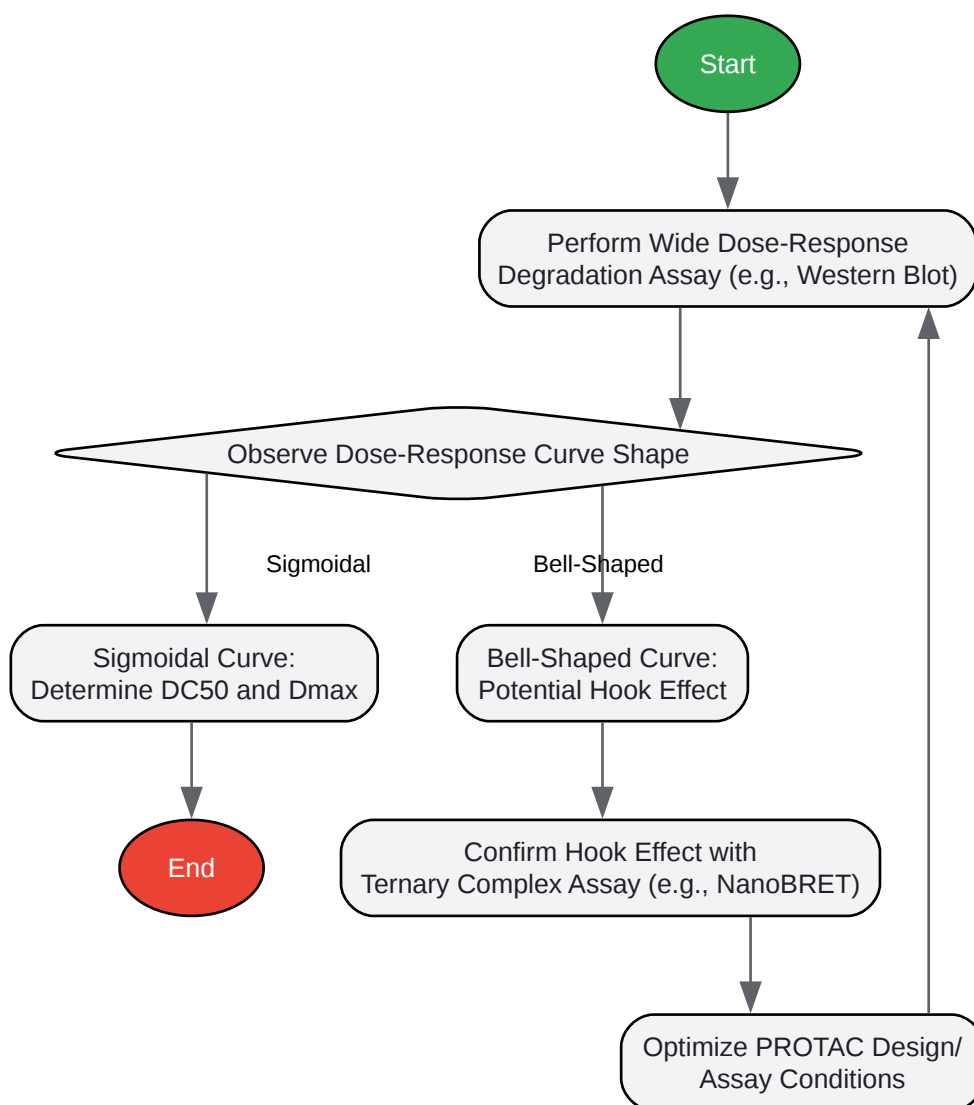 Start
Perform Wide Dose-Response
Degradation Assay (e.g., Western Blot)
Observe Dose-Response Curve Shape
Sigmoidal
Bell-Shaped
Sigmoidal Curve:
Determine DC50 and Dmax
Bell-Shaped Curve:
Potential Hook Effect
End
Confirm Hook Effect with
Ternary Complex Assay (e.g., NanoBRET)
Optimize PROTAC Design/
Assay Conditions